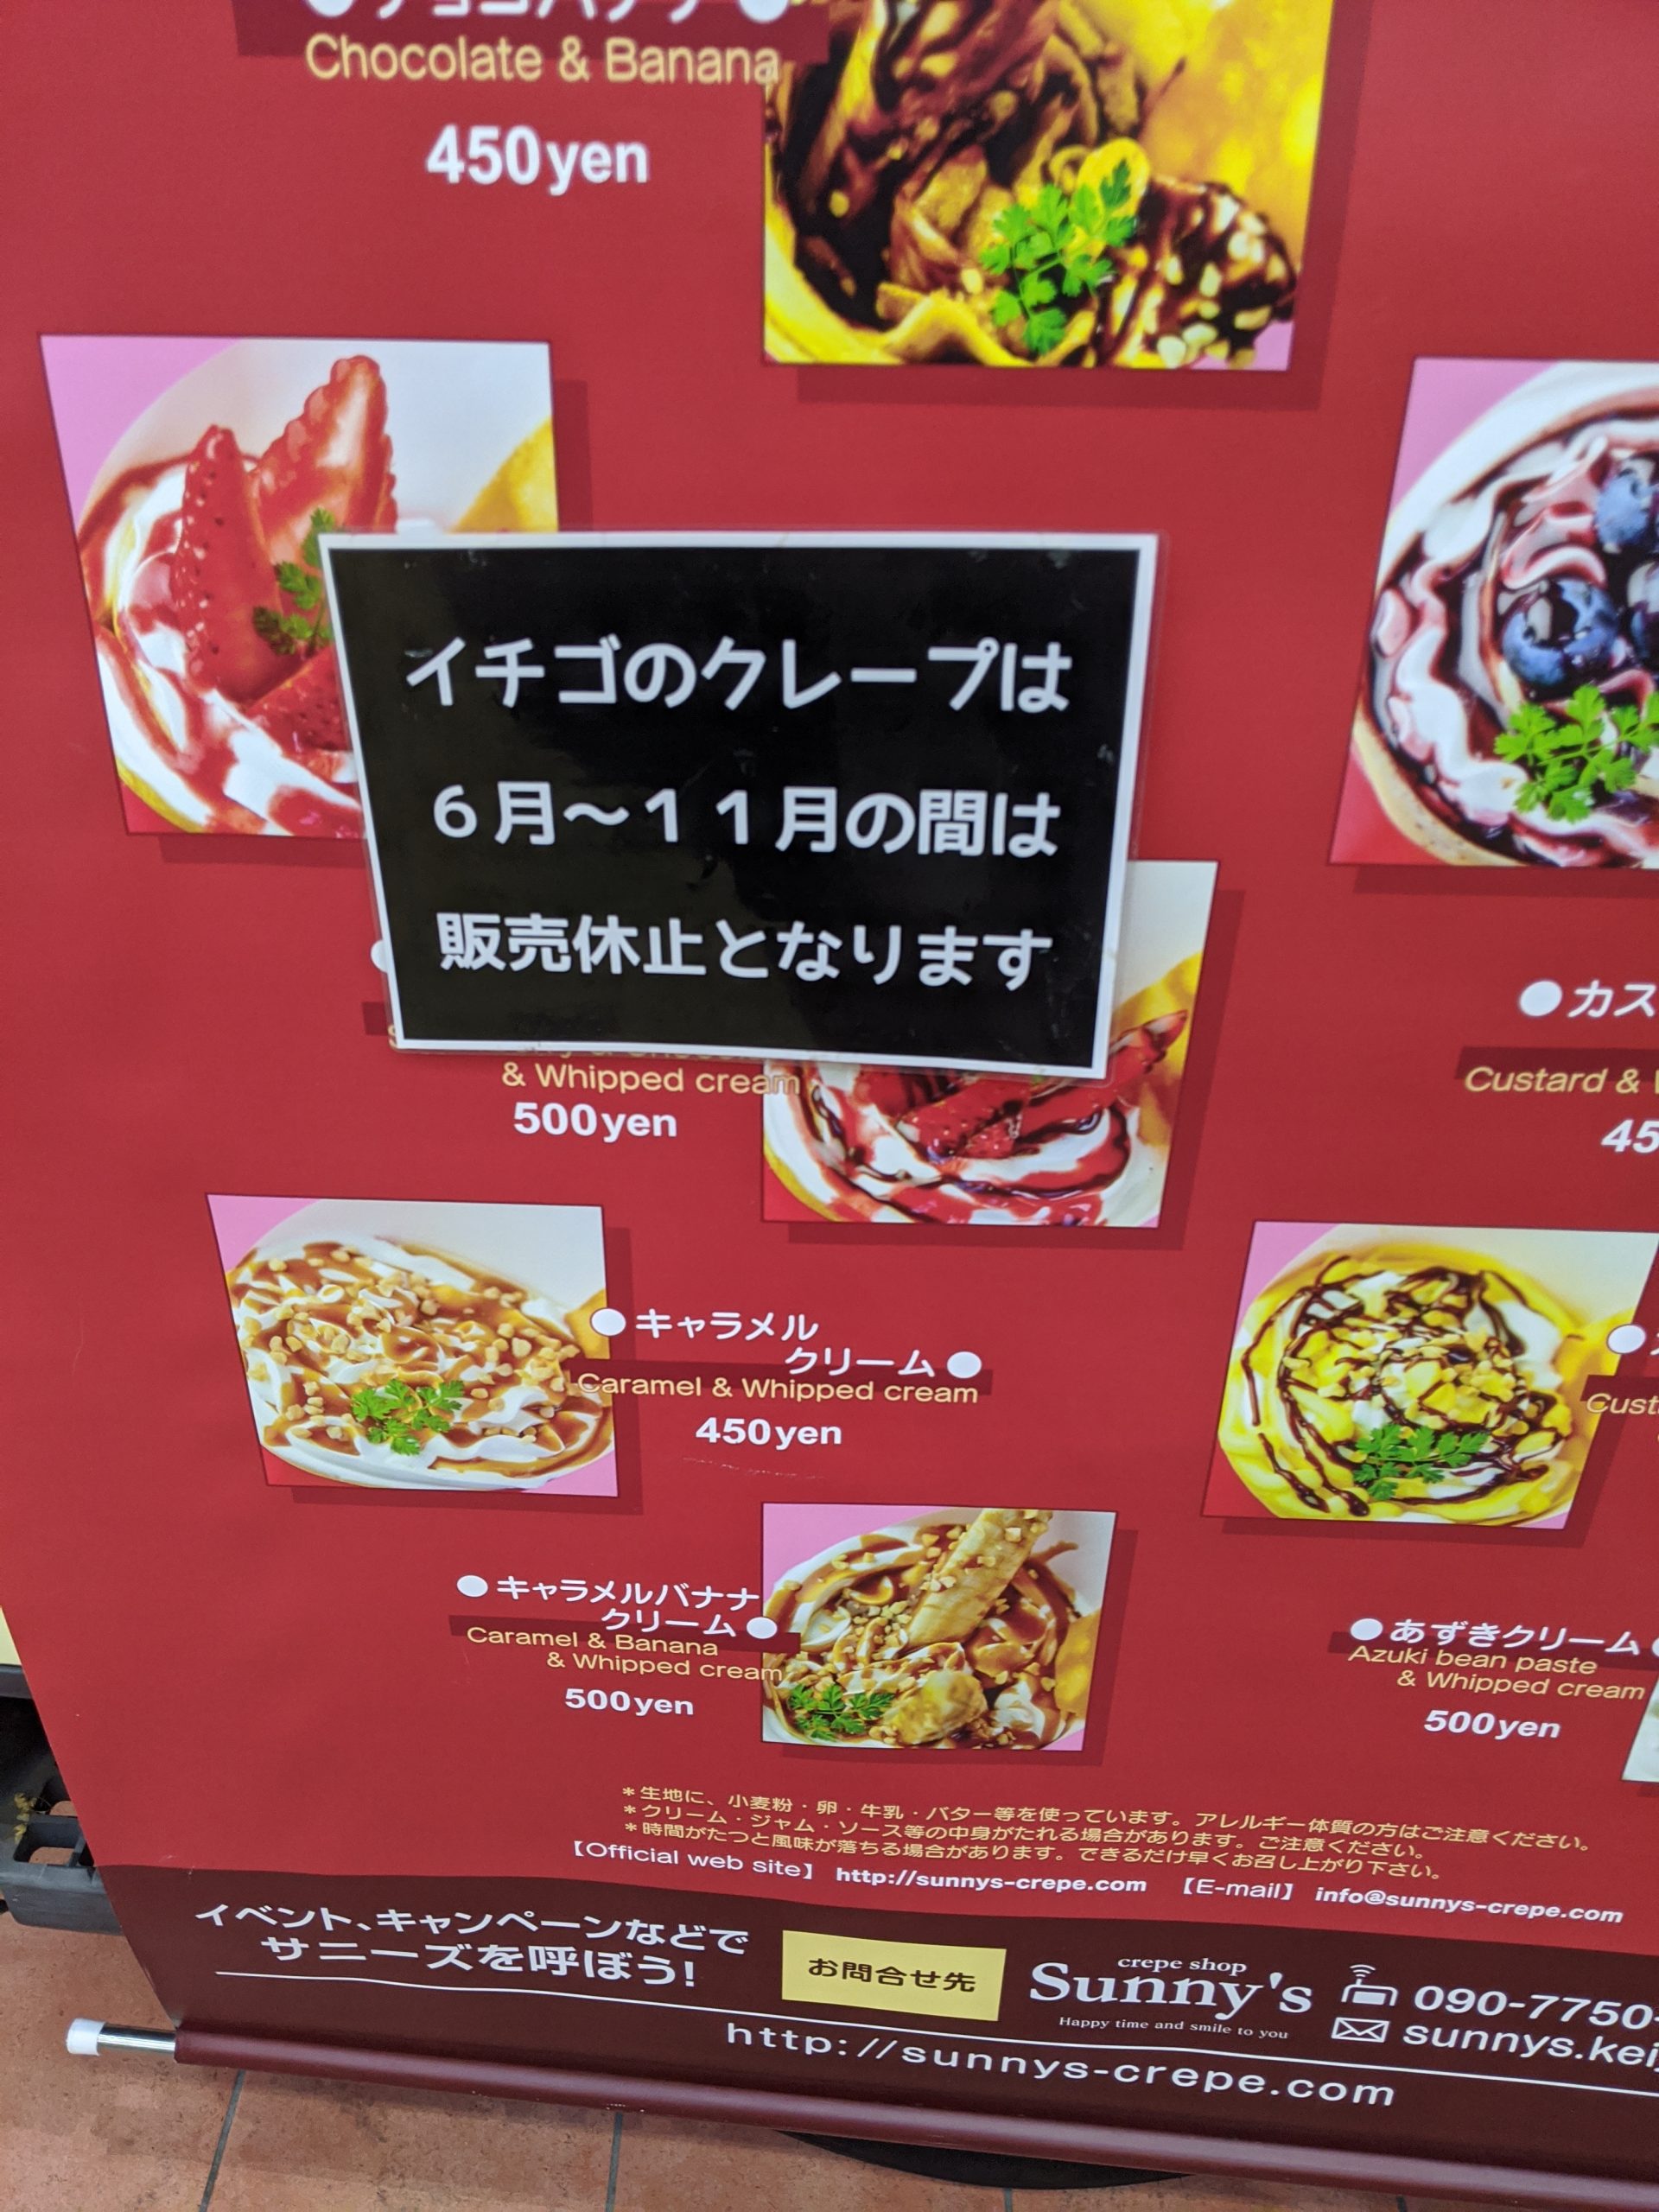 チョコバナナ
Chocolate & Banana
450yen
イチゴのクレープは
6月～11月の間は
販売休止となります
& Whipped cream
500yen
●カス
Custard &
45
●キャラメル
クリーム●
Caramel & Whipped cream
450yen
Cust
●キャラメルバナナ
クリーム●
Caramel & Banana
& Whipped cream
500yen
●あずきクリーム
Azuki bean paste
& Whipped cream
500yen
＊生地に、小麦粉・卵・牛乳・バター等を使っています。アレルギー体質の方はご注意ください。
＊クリーム・ジャム・ソース等の中身がたれる場合があります。ご注意ください。
＊時間がたつと風味が落ちる場合があります。できるだけ早くお召し上がり下さい。
【Official web site】 http://sunnys-crepe.com 【E-mail】 info@sunnys-crepe.com
イベント、キャンペーンなどで
サニーズを呼ぼう!
お問合せ先
crepe shop
Sunny's
Happy time and smile to you
090-7750-
sunnys.kei
http://sunnys-crepe.com